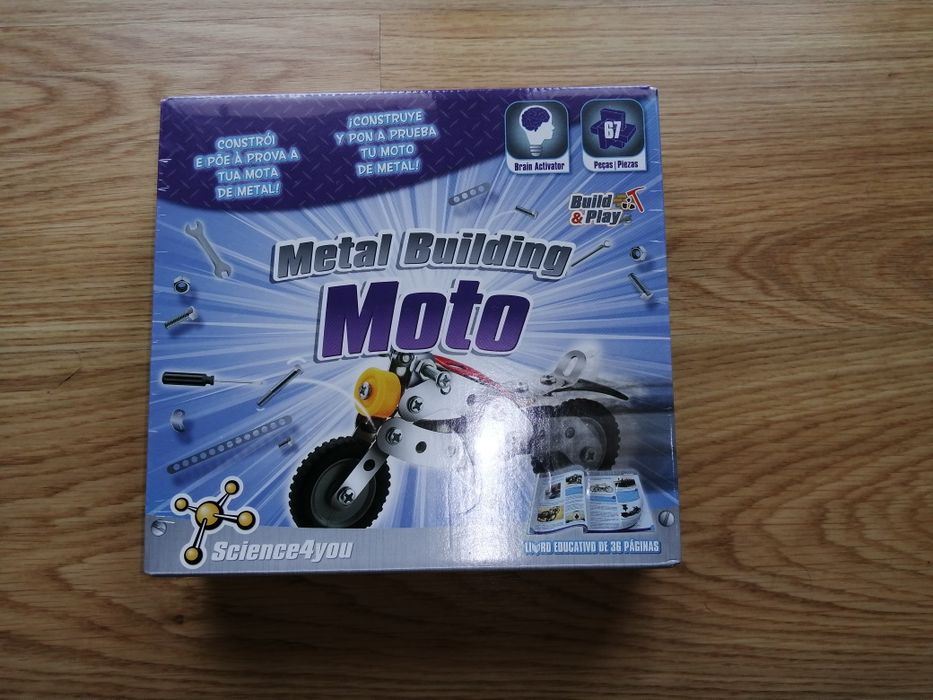 CONSTRÓI
E PÕE À PROVA A
TUA MOTA
DE METAL!
¡CONSTRUYE
Y PON A PRUEBA
TU MOTO
DE METAL!
Brain Activator
67
Peças | Piezas
Build
& Play
Metal Building
Moto
Science4you
LIVRO EDUCATIVO DE 36 PÁGINAS